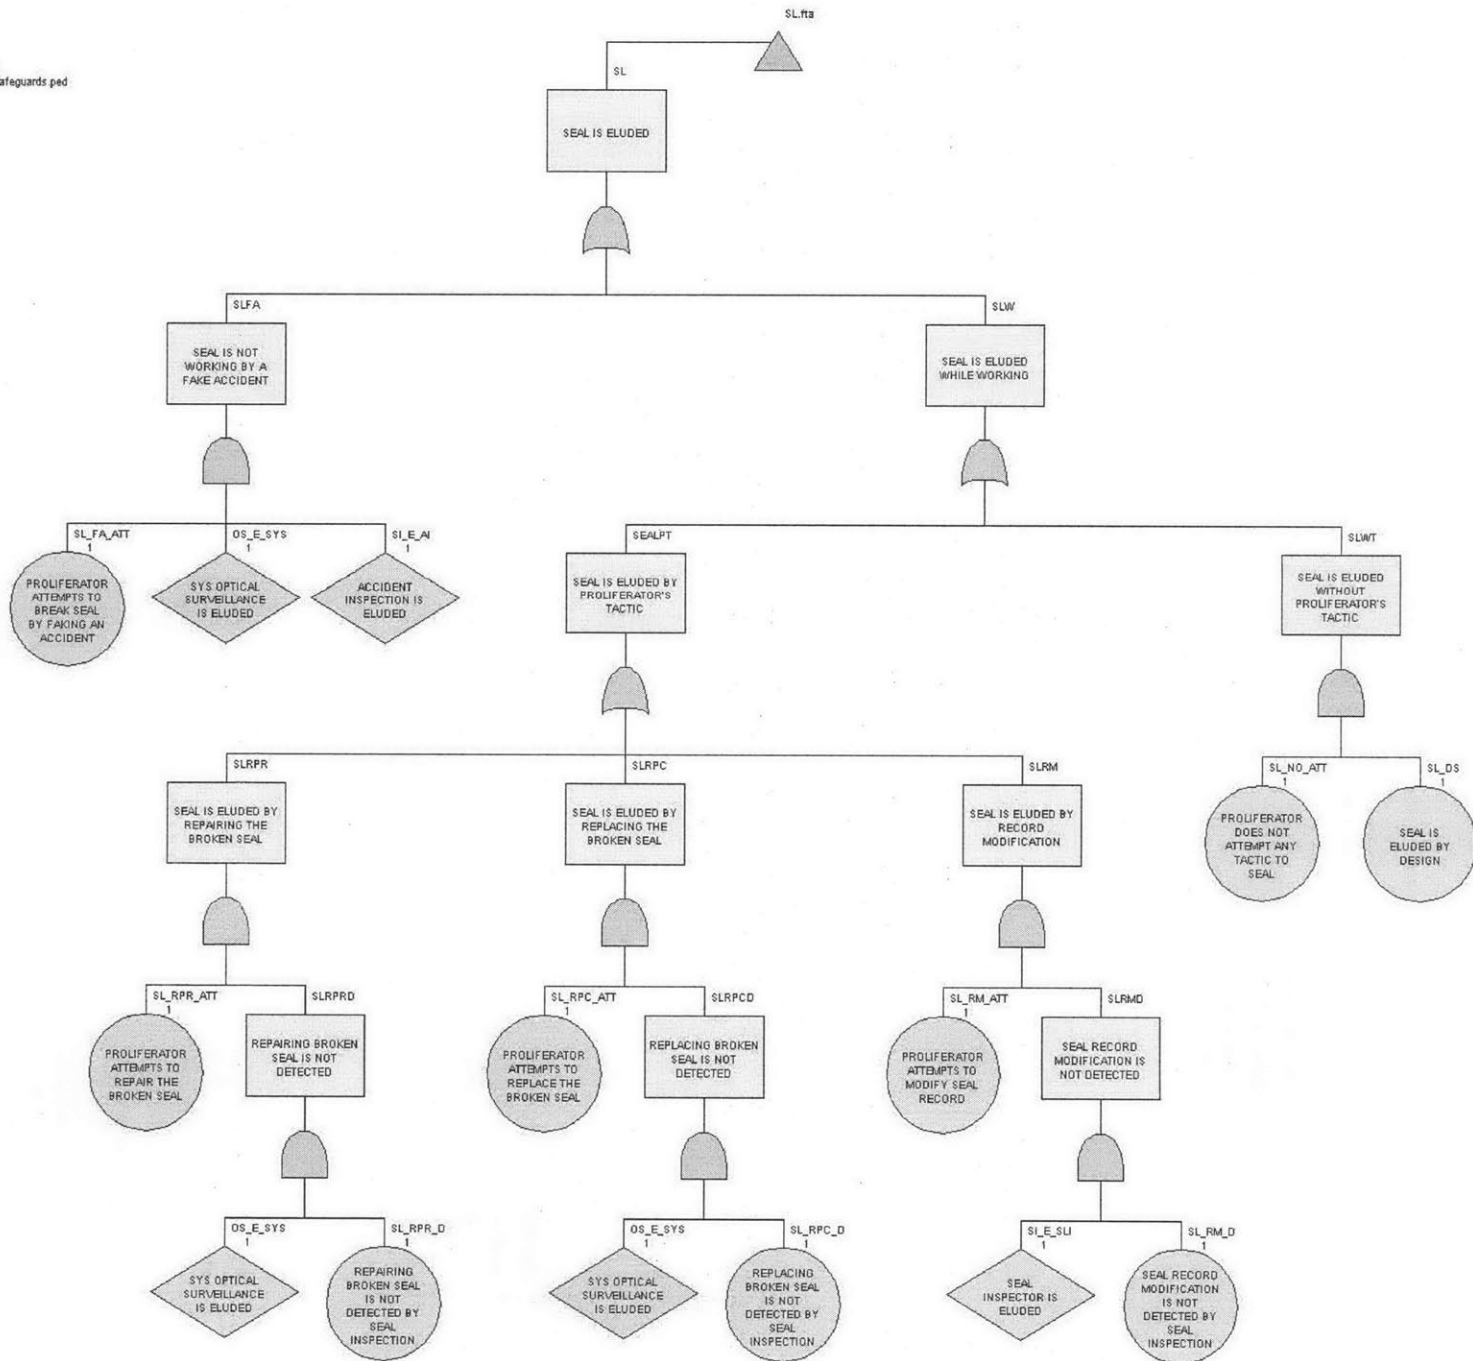 SL.fta
afeguards.ped
SL
SEAL IS ELUDED
SLFA
SLW
SEAL IS NOT
WORKING BY A
FAKE ACCIDENT
SEAL IS ELUDED
WHILE WORKING
SL_FA_ATT
1
OS_E_SYS
1
SI_E_AI
1
SEALPT
SLWT
PROLIFERATOR
ATTEMPTS TO
BREAK SEAL
BY FAKING AN
ACCIDENT
SYS OPTICAL
SURVEILLANCE
IS ELUDED
ACCIDENT
INSPECTION IS
ELUDED
SEAL IS ELUDED BY
PROLIFERATOR'S
TACTIC
SEAL IS ELUDED
WITHOUT
PROLIFERATOR'S
TACTIC
SLRPR
SLRPC
SLRM
SL_NO_ATT
1
SL_DS
1
SEAL IS ELUDED BY
REPAIRING THE
BROKEN SEAL
SEAL IS ELUDED BY
REPLACING THE
BROKEN SEAL
SEAL IS ELUDED BY
RECORD
MODIFICATION
PROLIFERATOR
DOES NOT
ATTEMPT ANY
TACTIC TO
SEAL
SEAL IS
ELUDED BY
DESIGN
SL_RPR_ATT
1
SLRPRD
SL_RPC_ATT
1
SLRPCD
SL_RM_ATT
1
SLRMD
PROLIFERATOR
ATTEMPTS TO
REPAIR THE
BROKEN SEAL
REPAIRING BROKEN
SEAL IS NOT
DETECTED
PROLIFERATOR
ATTEMPTS TO
REPLACE THE
BROKEN SEAL
REPLACING BROKEN
SEAL IS NOT
DETECTED
PROLIFERATOR
ATTEMPTS TO
MODIFY SEAL
RECORD
SEAL RECORD
MODIFICATION IS
NOT DETECTED
OS_E_SYS
1
SL_RPR_D
1
OS_E_SYS
1
SL_RPC_D
1
SI_E_SLI
1
SL_RM_D
1
SYS OPTICAL
SURVEILLANCE
IS ELUDED
REPAIRING
BROKEN SEAL
IS NOT
DETECTED BY
SEAL
INSPECTION
SYS OPTICAL
SURVEILLANCE
IS ELUDED
REPLACING
BROKEN SEAL
IS NOT
DETECTED BY
SEAL
INSPECTION
SEAL
INSPECTOR IS
ELUDED
SEAL RECORD
MODIFICATION
IS NOT
DETECTED BY
SEAL
INSPECTION